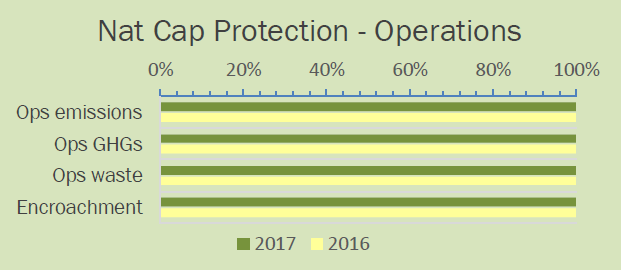 Nat Cap Protection - Operations
0% 20% 40% 60% 80% 100%
Ops emissions
Ops GHGs
Ops waste
Encroachment
2017 2016